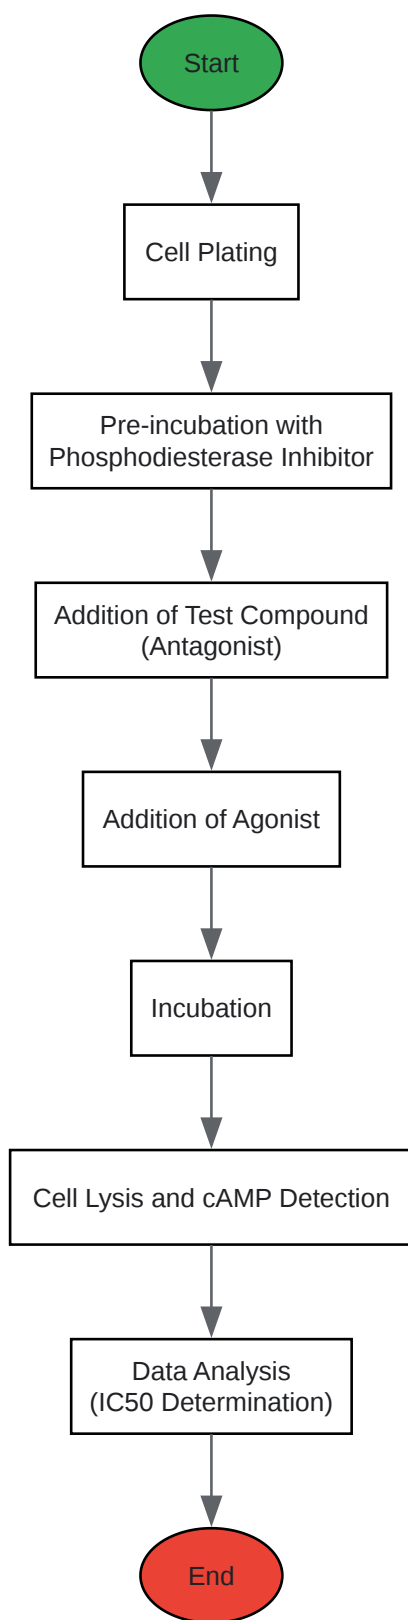 Start
Cell Plating
Pre-incubation with
Phosphodiesterase Inhibitor
Addition of Test Compound
(Antagonist)
Addition of Agonist
Incubation
Cell Lysis and cAMP Detection
Data Analysis
(IC50 Determination)
End